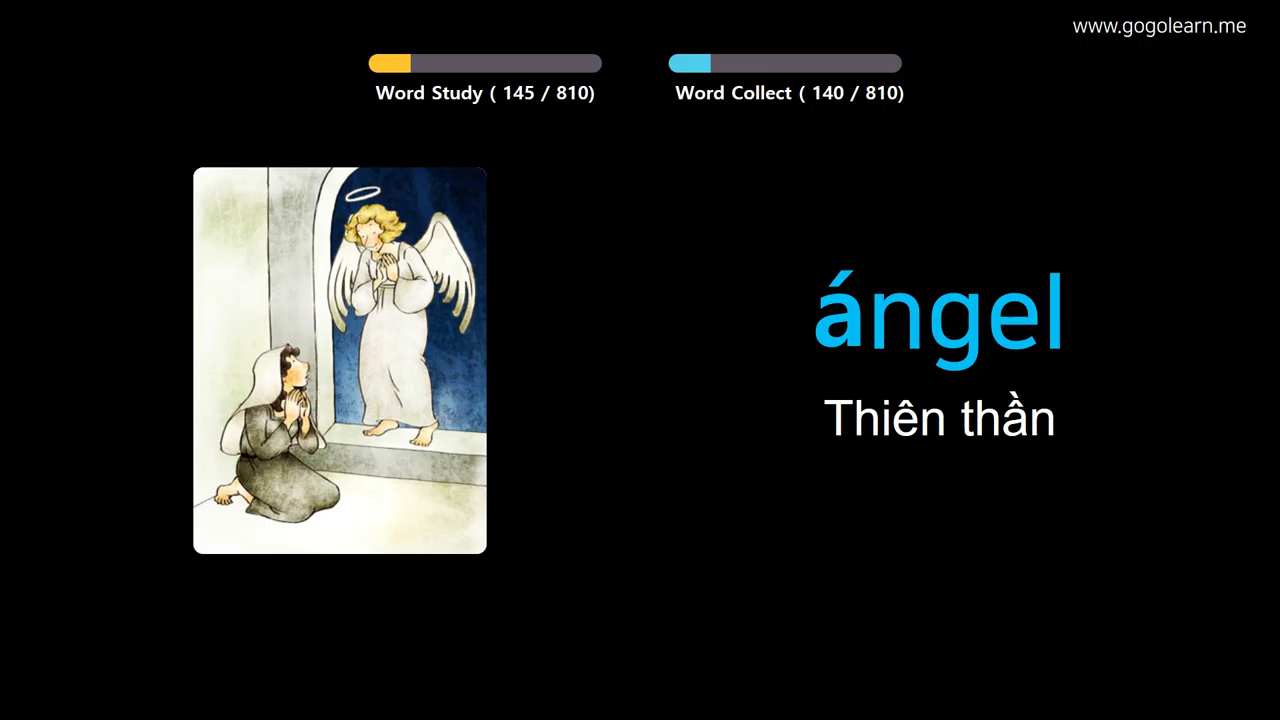 www.gogolearn.me
Word Study ( 145 / 810)
Word Collect ( 140 / 810)
ángel
Thiên thần